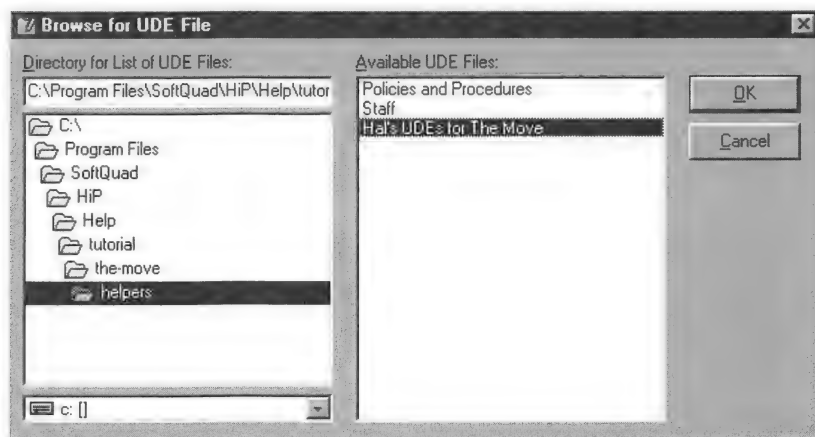 Browse for UDE File
Directory for List of UDE Files:
C:\Program Files\SoftQuad\HiP\Help\tutor
C:\
Program Files
SoftQuad
HiP
Help
tutorial
the-move
helpers
c: []
Available UDE Files:
Policies and Procedures
Staff
Hal's UDEs for The Move
OK
Cancel